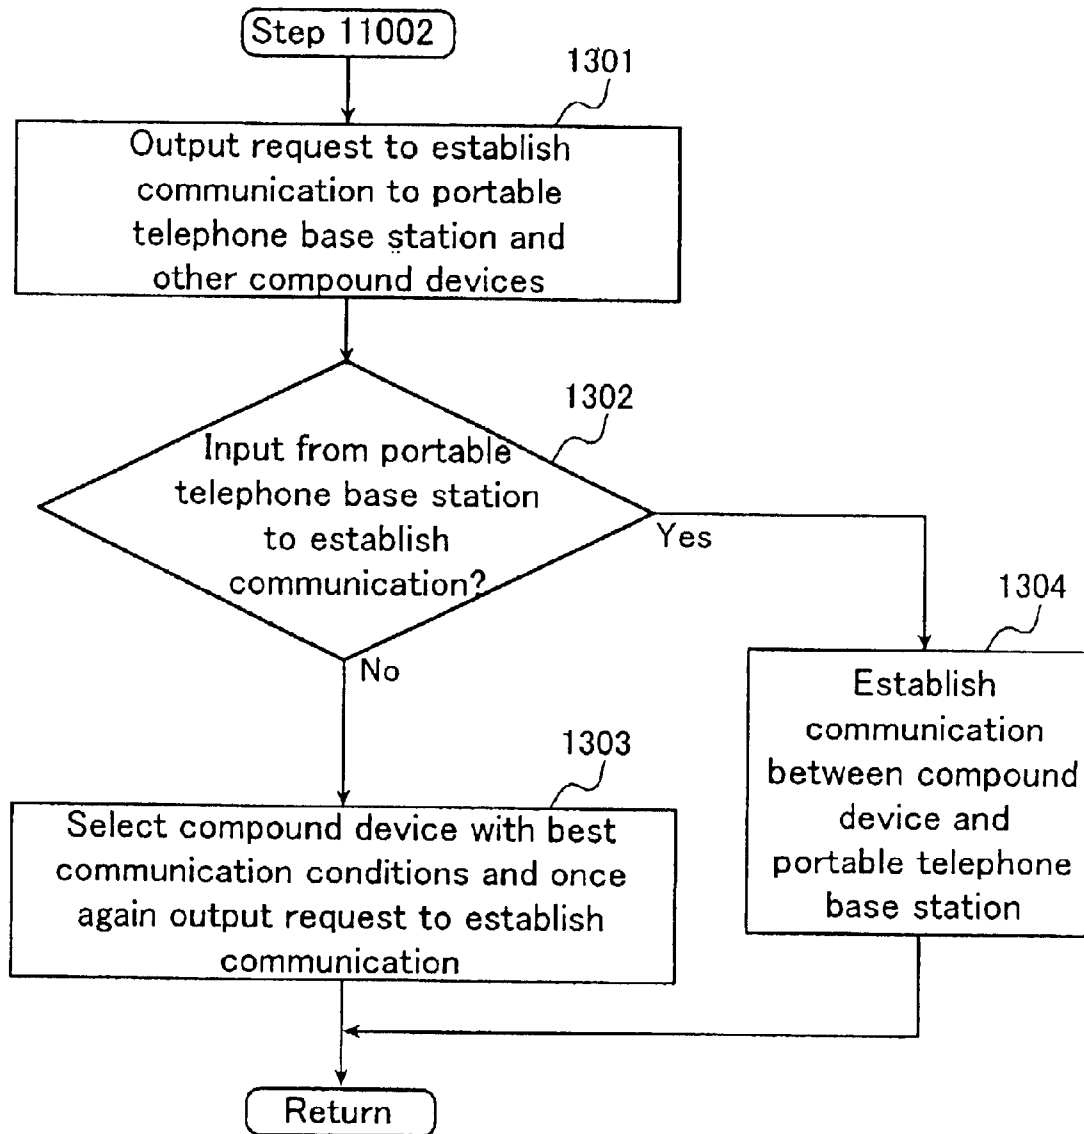 Step 11002
1301
Output request to establish
communication to portable
telephone base station and
other compound devices
1302
Input from portable
telephone base station
to establish
communication?
Yes
No
1304
Establish
communication
between compound
device and
portable telephone
base station
1303
Select compound device with best
communication conditions and once
again output request to establish
communication
Return